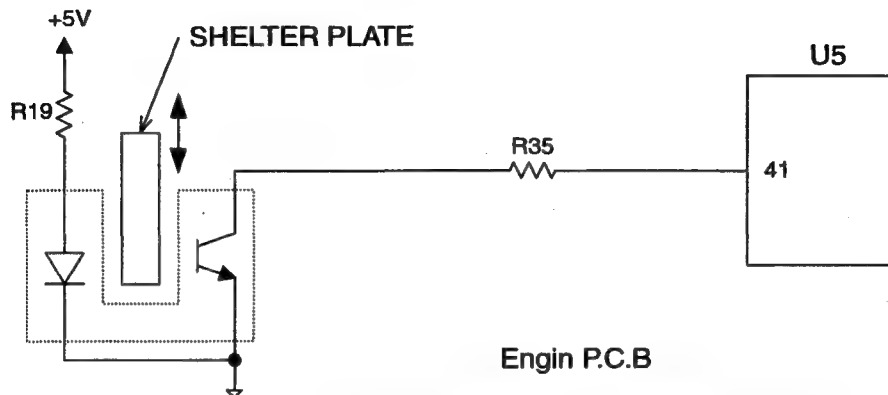 +5V
SHELTER PLATE
U5
R19
R35
41
Engin P.C.B